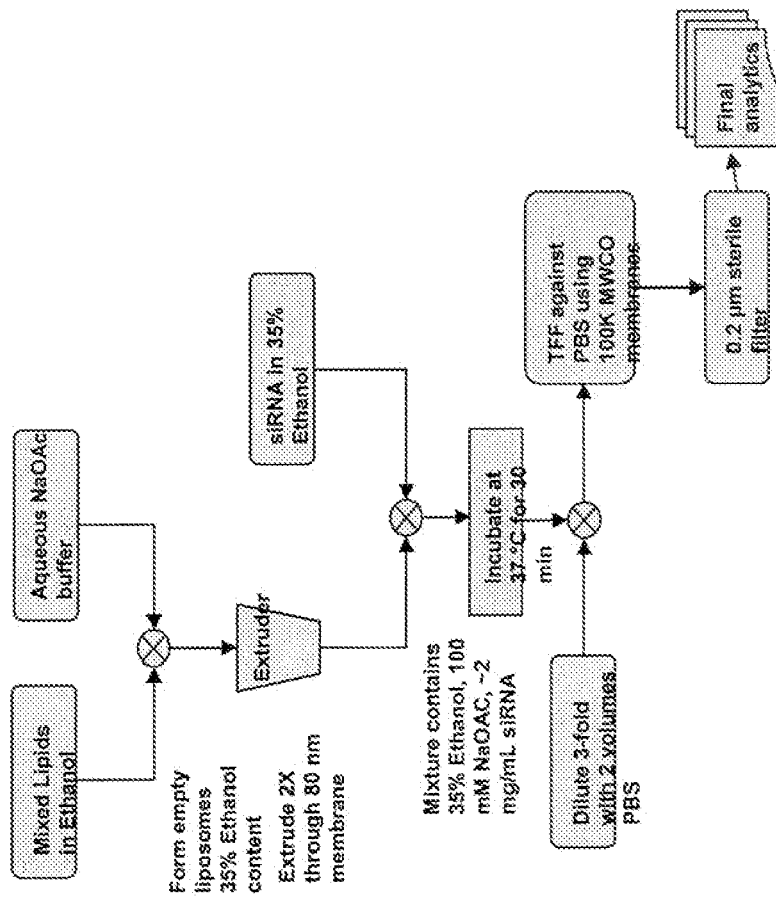 Mixed Lipids
in Ethanol
Aqueous NaOAc
buffer
Form empty
liposomes
35% Ethanol
content
Extruder
Extrude 2X
through 80 nm
membrane
siRNA in 35%
Ethanol
Mixture contains
35% Ethanol, 100
mM NaOAC, ~2
mg/mL siRNA
Incubate at
37 °C for 30
min
Dilute 3-fold
with 2 volumes
PBS
TFF against
PBS using
100K MWCO
membranes
0.2 µm sterile
filter
Final
analytics